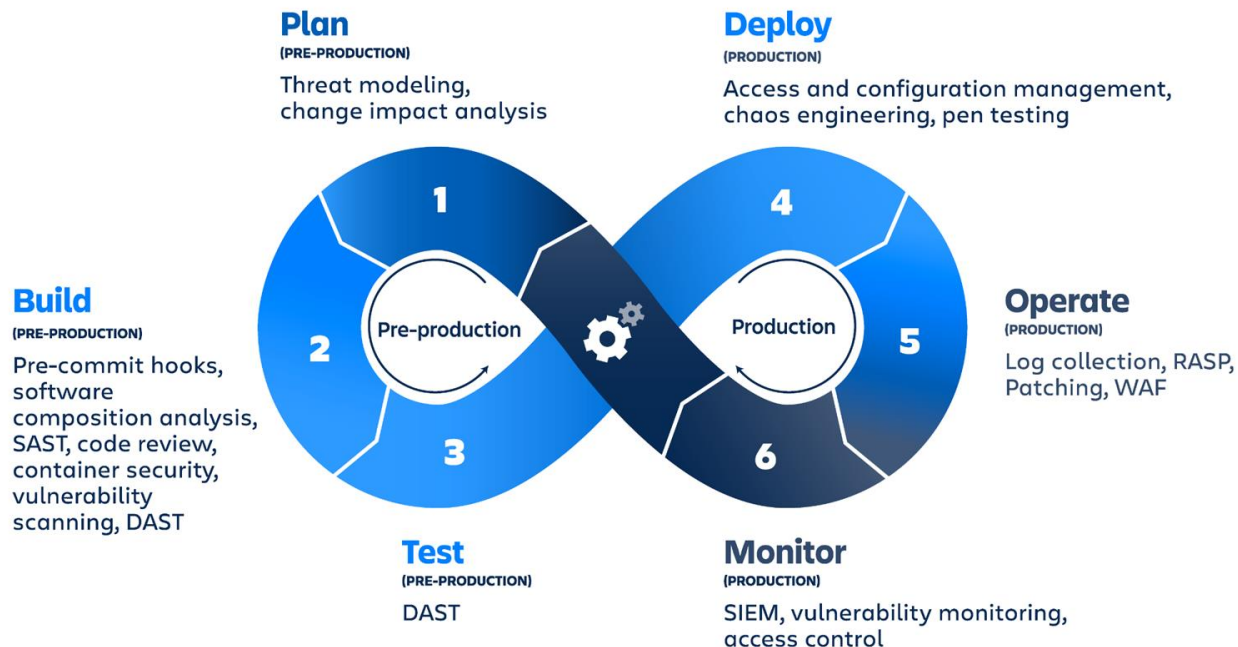 Plan
(PRE-PRODUCTION)
Threat modeling,
change impact analysis
Deploy
(PRODUCTION)
Access and configuration management,
chaos engineering, pen testing
1
4
Build
(PRE-PRODUCTION)
Pre-commit hooks,
software
composition analysis,
SAST, code review,
container security,
vulnerability
scanning, DAST
2
Pre-production
Production
5
Operate
(PRODUCTION)
Log collection, RASP,
Patching, WAF
3
6
Test
(PRE-PRODUCTION)
DAST
Monitor
(PRODUCTION)
SIEM, vulnerability monitoring,
access control